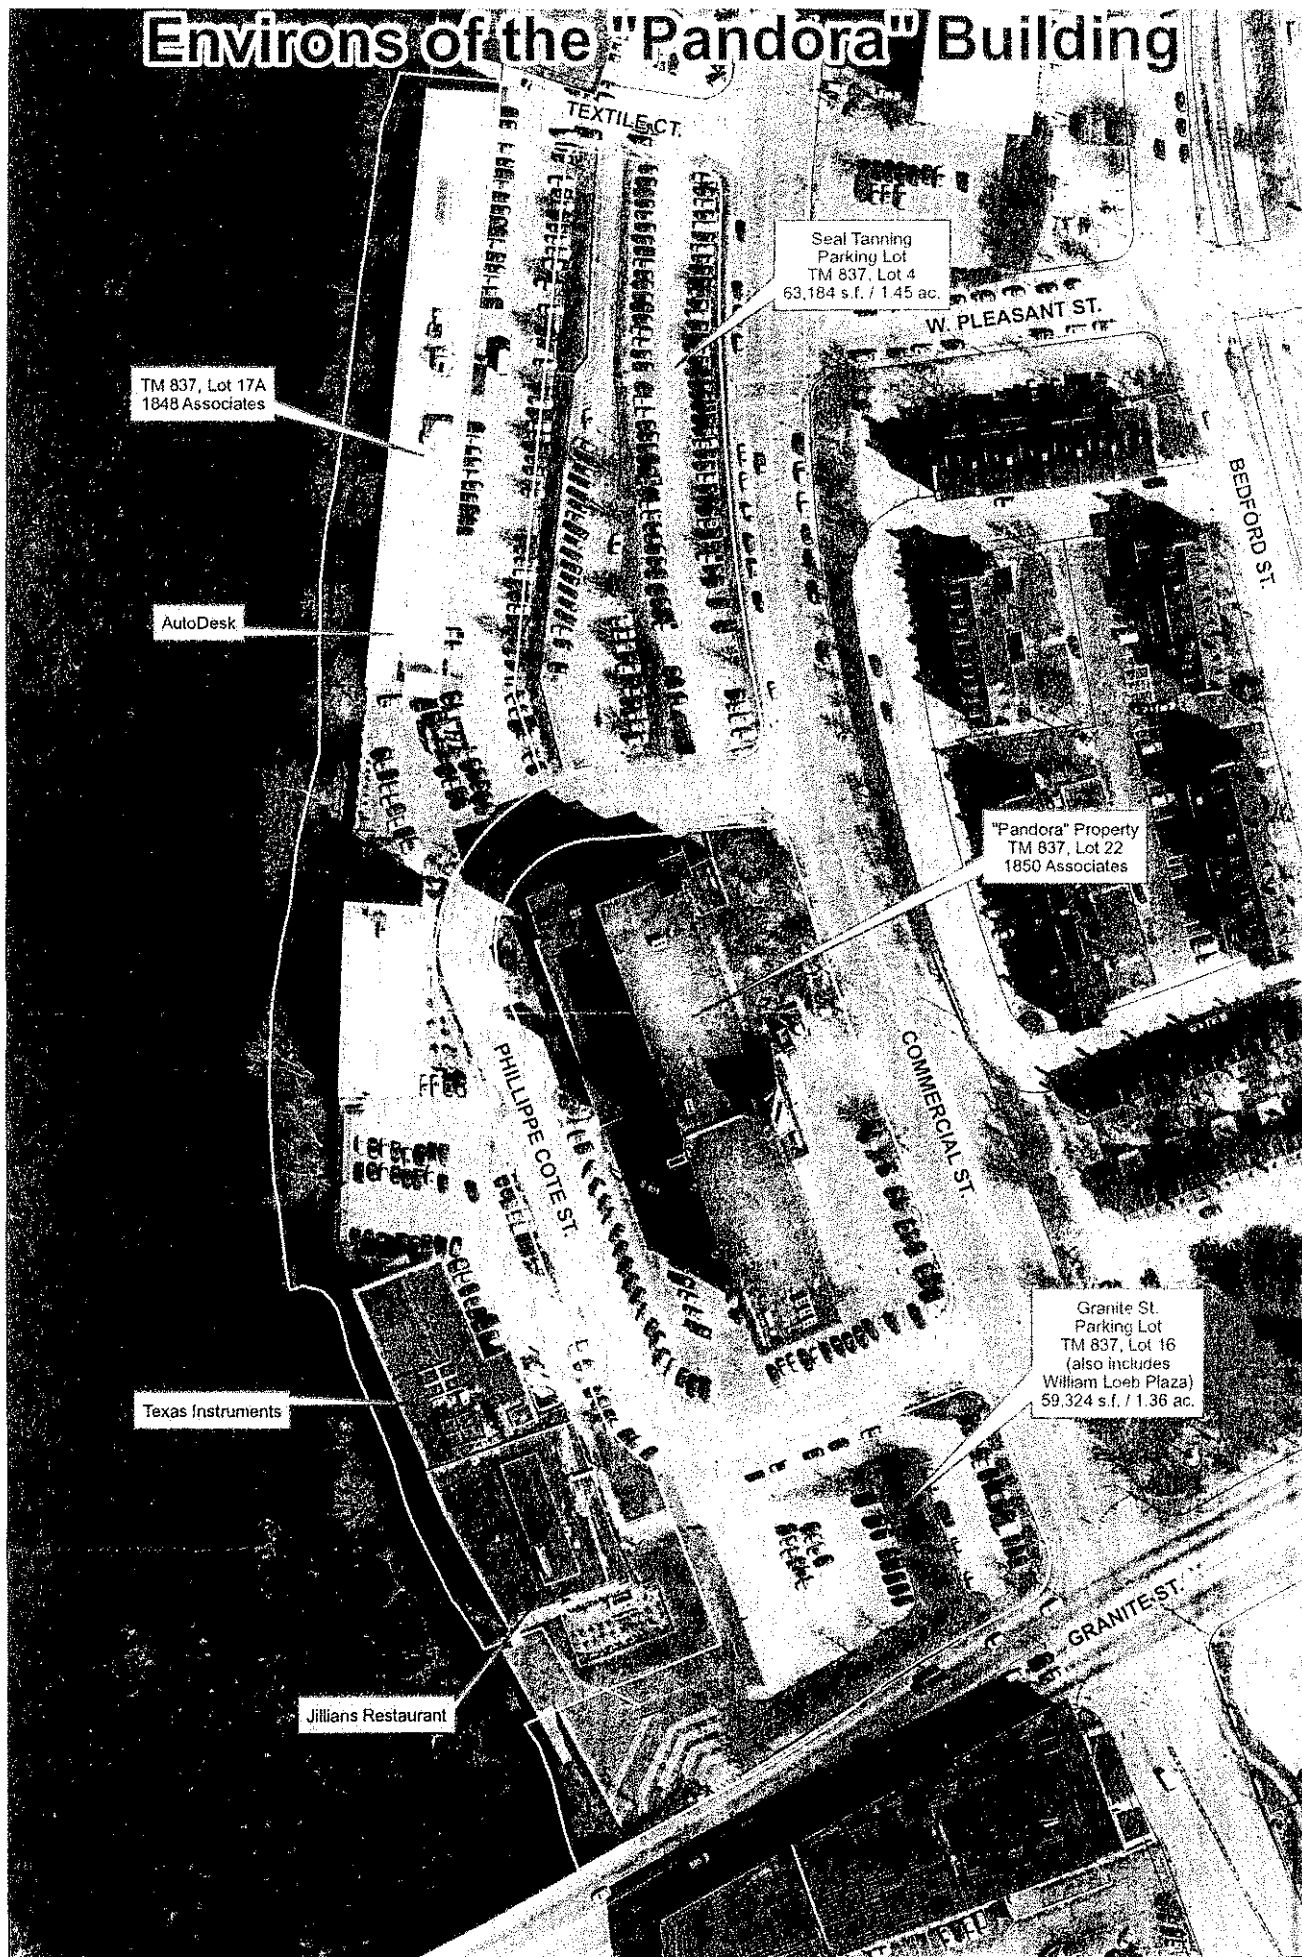 Environs of the "Pandora" Building
TEXTILE CT.
Seal Tanning
Parking Lot
TM 837, Lot 4
63,184 s.f. / 1.45 ac.
W. PLEASANT ST.
TM 837, Lot 17A
1848 Associates
BEDFORD ST.
AutoDesk
"Pandora" Property
TM 837, Lot 22
1850 Associates
PHILLIPPE COTE ST.
COMMERCIAL ST.
Granite St.
Parking Lot
TM 837, Lot 16
(also includes
William Loeb Plaza)
59,324 s.f. / 1.36 ac.
Texas Instruments
GRANITE ST.
Jillians Restaurant